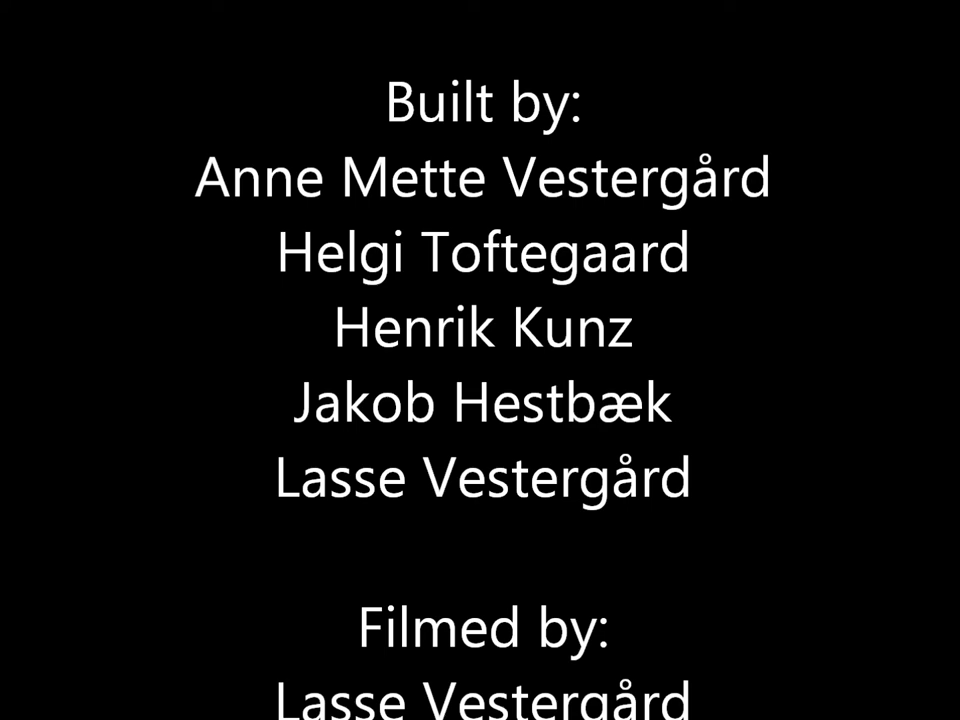 Built by:
Anne Mette Vestergård
Helgi Toftegaard
Henrik Kunz
Jakob Hestbæk
Lasse Vestergård
Filmed by:
Lasse Vestergård